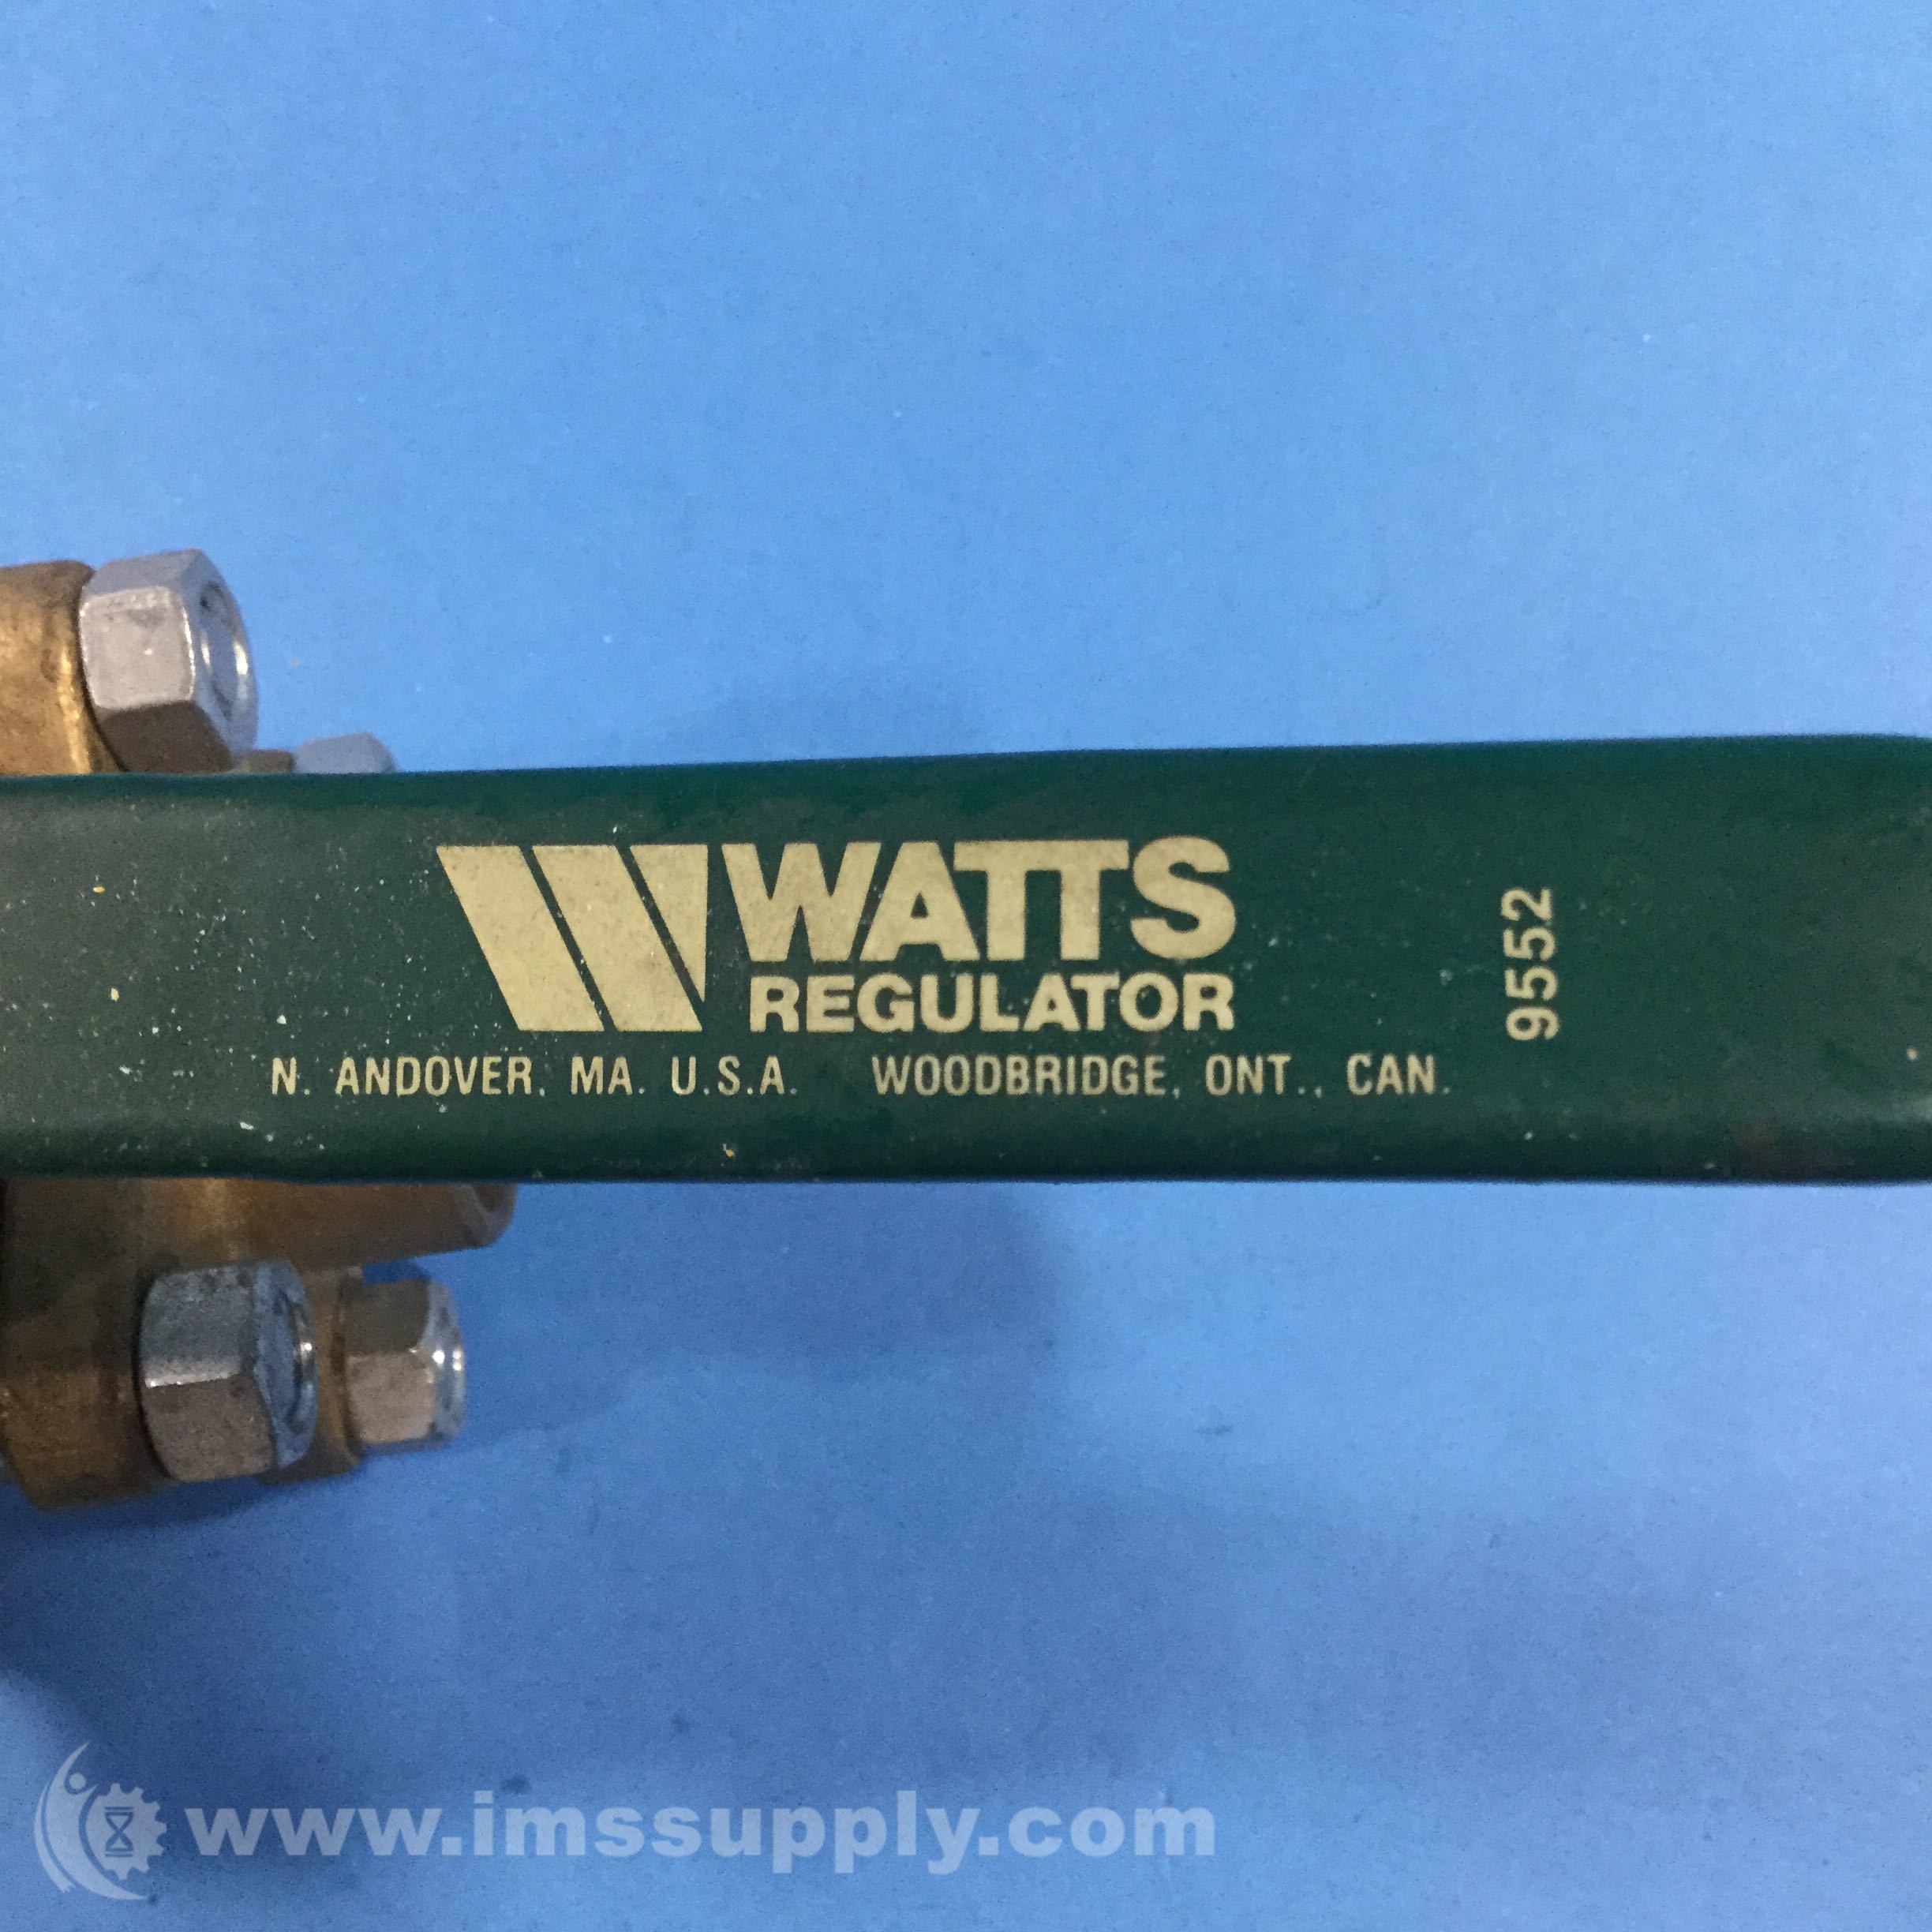 WATTS
REGULATOR
N. ANDOVER, MA. U.S.A. WOODBRIDGE, ONT., CAN.
9552
www.imssupply.com